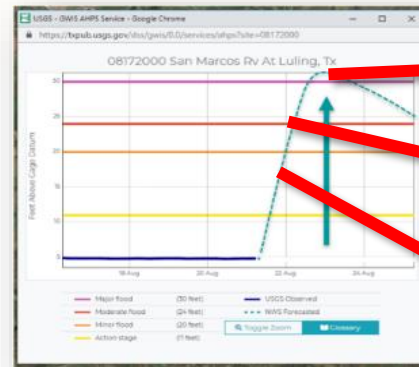 USGS - GWIS AHPS Service - Google Chrome
https://txpub.usgs.gov/dss/gwis/0.0/services/ahps?site=08172000
08172000 San Marcos Rv At Luling, Tx
Feet Above Gage Datum
30
25
20
15
10
5
18 Aug 20 Aug 22 Aug 24 Aug
Major flood (30 feet) USGS Observed
Moderate flood (24 feet) NWS Forecasted
Minor flood (20 feet) Toggle Zoom Glossary
Action stage